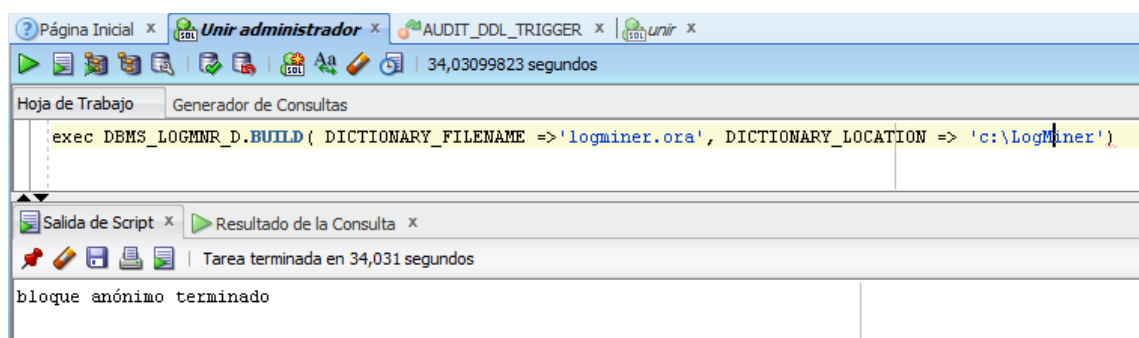 Página Inicial x Unir administrador x AUDIT_DDL_TRIGGER x unir x
34,03099823 segundos
Hoja de Trabajo Generador de Consultas
exec DBMS_LOGMNR_D.BUILD( DICTIONARY_FILENAME =>'logminer.ora', DICTIONARY_LOCATION => 'c:\LogMiner')
Salida de Script x Resultado de la Consulta x
Tarea terminada en 34,031 segundos
bloque anónimo terminado